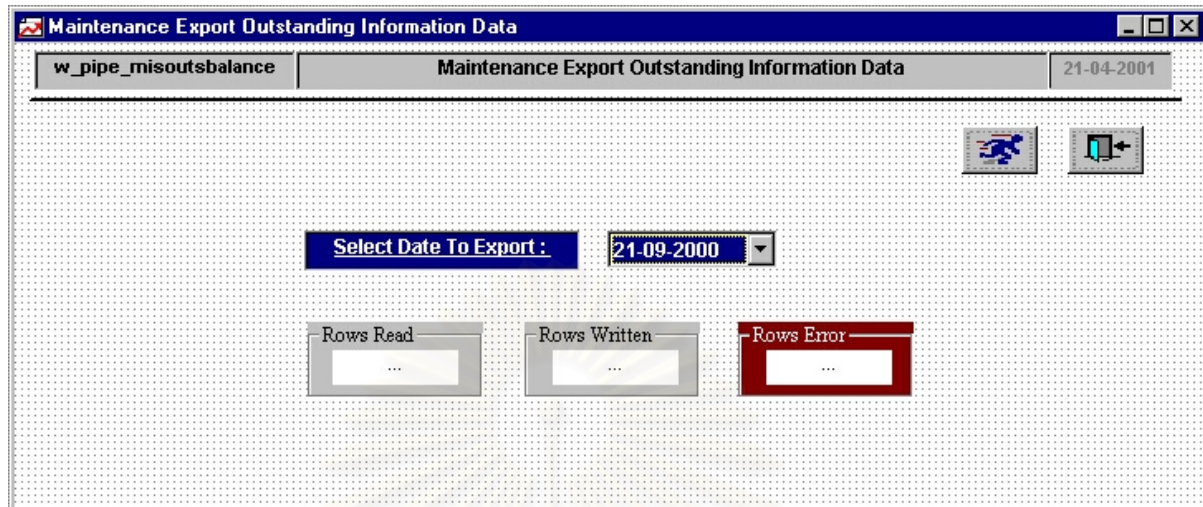 Maintenance Export Outstanding Information Data
w_pipe_misoutsbalance Maintenance Export Outstanding Information Data 21-04-2001
Select Date To Export : 21-09-2000
Rows Read Rows Written Rows Error
... ... ...